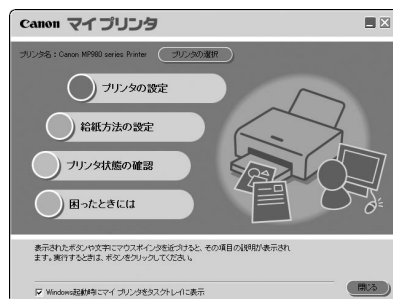 Canon マイ プリンタ
プリンタ名：Canon MP980 series Printer プリンタの選択
プリンタの設定
給紙方法の設定
プリンタ状態の確認
困ったときには
表示されたボタンや文字にマウスポインタを近づけると、その項目の説明が表示され
ます。実行するときは、ボタンをクリックしてください。
Windows起動時にマイ プリンタをタスクトレイに表示
閉じる